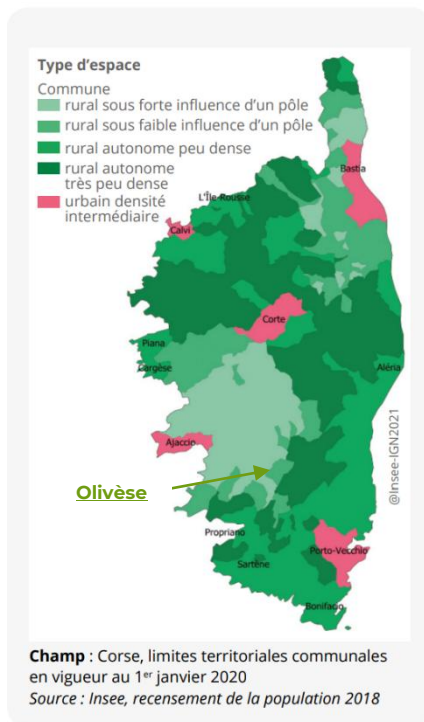 Type d'espace
Commune
rural sous forte influence d'un pôle
rural sous faible influence d'un pôle
rural autonome peu dense
rural autonome
très peu dense
urbain densité
intermédiaire
Bastia
L'Île-Rousse
Calvi
Corte
Piana
Cargèse
Aléria
Ajaccio
@Insee-IGN2021
Olivèse
Propriano
Porto-Vecchio
Sartène
Bonifacio
Champ : Corse, limites territoriales communales
en vigueur au 1er janvier 2020
Source : Insee, recensement de la population 2018